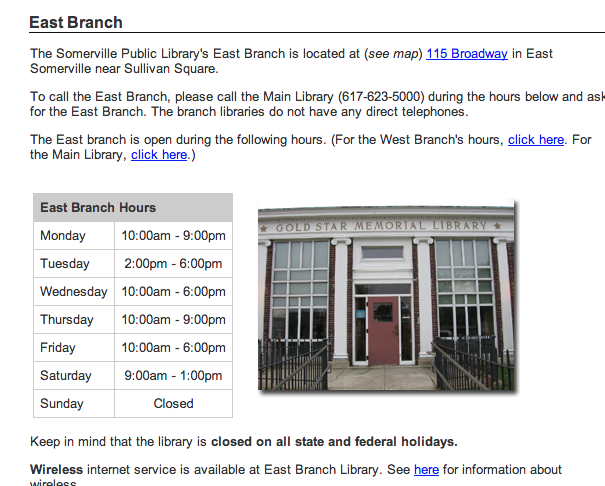 East Branch
The Somerville Public Library's East Branch is located at (see map) 115 Broadway in East
Somerville near Sullivan Square.
To call the East Branch, please call the Main Library (617-623-5000) during the hours below and ask
for the East Branch. The branch libraries do not have any direct telephones.
The East branch is open during the following hours. (For the West Branch's hours, click here. For
the Main Library, click here.)
East Branch Hours
Monday 10:00am - 9:00pm
Tuesday 2:00pm - 6:00pm
Wednesday 10:00am - 6:00pm
Thursday 10:00am - 9:00pm
Friday 10:00am - 6:00pm
Saturday 9:00am - 1:00pm
Sunday Closed
★ GOLD STAR MEMORIAL LIBRARY ★
Keep in mind that the library is closed on all state and federal holidays.
Wireless internet service is available at East Branch Library. See here for information about
wireless